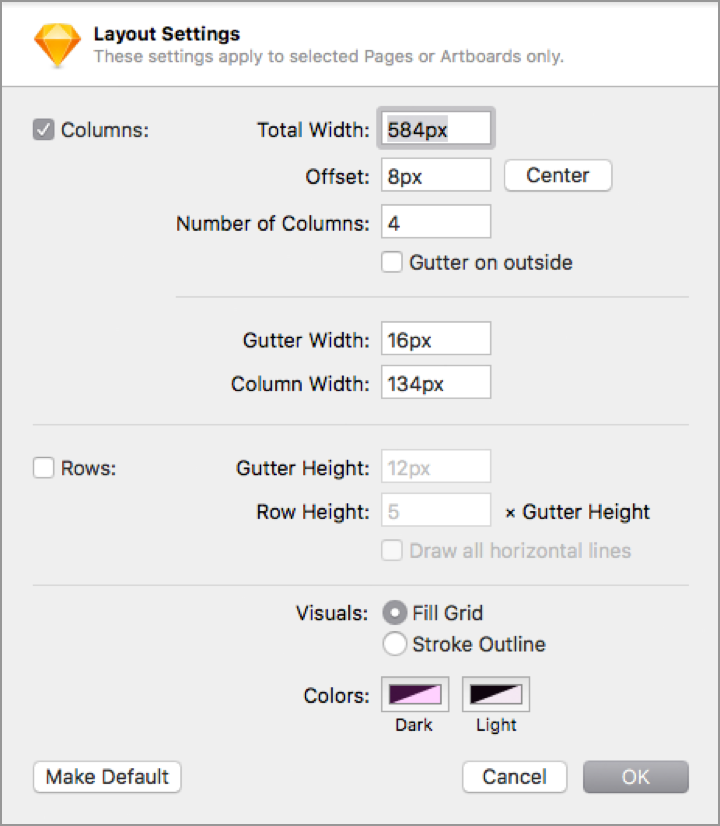 Layout Settings
These settings apply to selected Pages or Artboards only.
Columns: Total Width: 584px
Offset: 8px Center
Number of Columns: 4
Gutter on outside
Gutter Width: 16px
Column Width: 134px
Rows: Gutter Height: 12px
Row Height: 5 × Gutter Height
Draw all horizontal lines
Visuals: Fill Grid
Stroke Outline
Colors:
Dark Light
Make Default Cancel OK